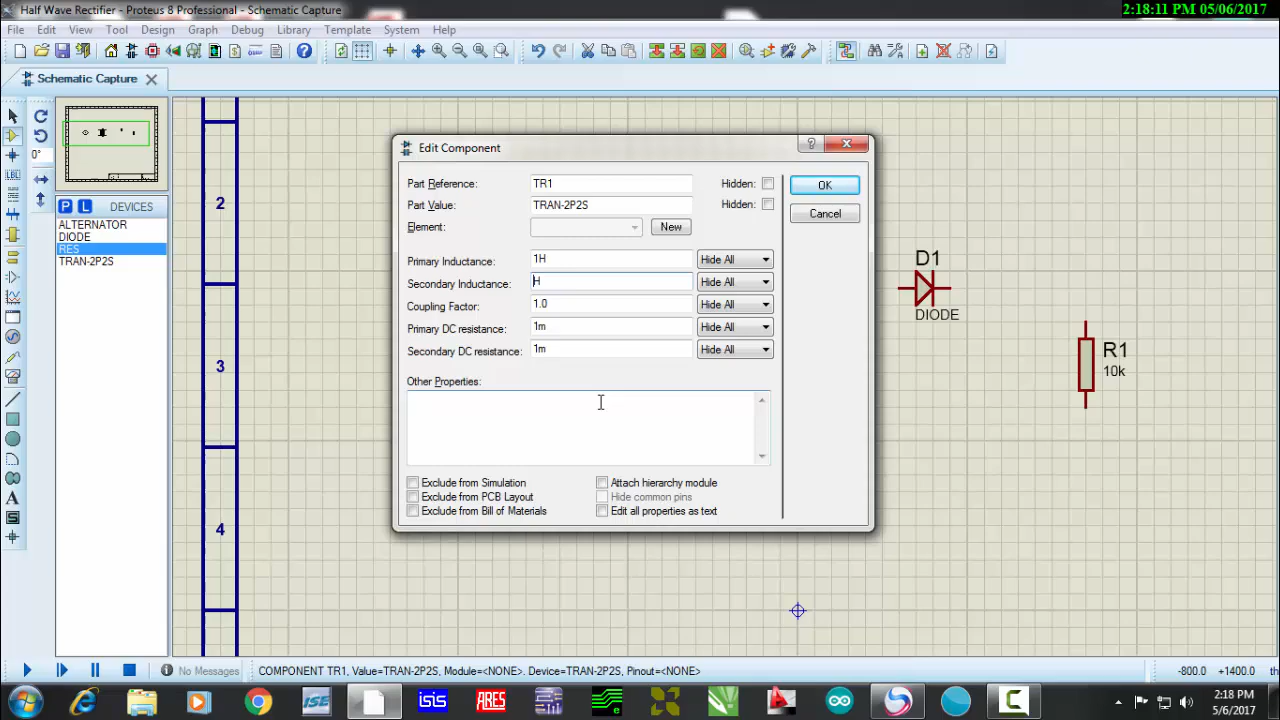 Half Wave Rectifier - Proteus 8 Professional - Schematic Capture
2:18:11 PM 05/06/2017
File Edit View Tool Design Graph Debug Library Template System Help
Schematic Capture
0°
LBL
P L DEVICES
ALTERNATOR
DIODE
RES
TRAN-2P2S
A
2
3
4
Edit Component
Part Reference: TR1 Hidden:
Part Value: TRAN-2P2S Hidden:
Element: New
Primary Inductance: 1H Hide All
Secondary Inductance: H Hide All
Coupling Factor: 1.0 Hide All
Primary DC resistance: 1m Hide All
Secondary DC resistance: 1m Hide All
Other Properties:
Exclude from Simulation Attach hierarchy module
Exclude from PCB Layout Hide common pins
Exclude from Bill of Materials Edit all properties as text
OK
Cancel
D1
DIODE
R1
10k
No Messages COMPONENT TR1, Value=TRAN-2P2S, Module=<NONE>. Device=TRAN-2P2S, Pinout=<NONE> -800.0 +1400.0 th
ISE isis ARES
2:18 PM
5/6/2017